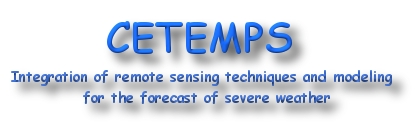 CETEMPS
Integration of remote sensing techniques and modeling
for the forecast of severe weather